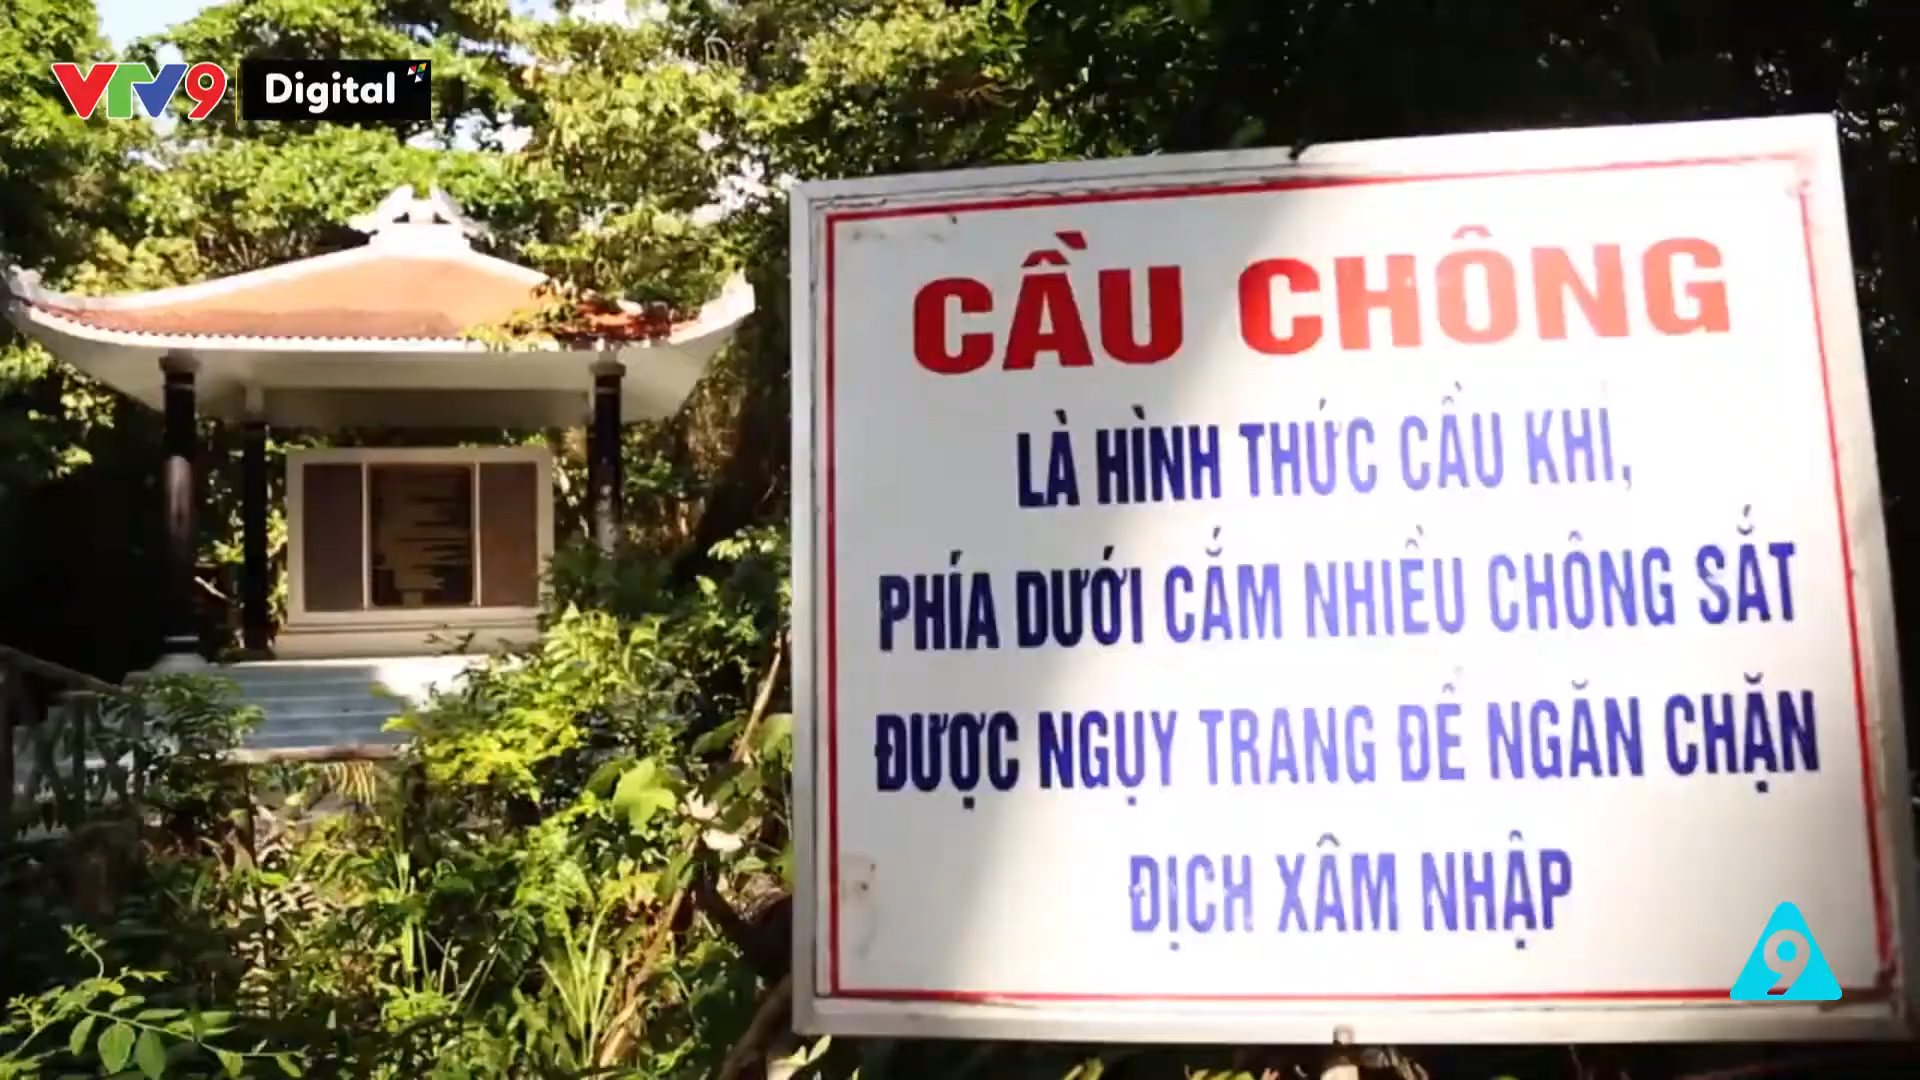 VTV9 Digital
CẦU CHÔNG
LÀ HÌNH THỨC CẦU KHỈ,
PHÍA DƯỚI CẮM NHIỀU CHÔNG SẮT
ĐƯỢC NGỤY TRANG ĐỂ NGĂN CHẶN
ĐỊCH XÂM NHẬP
9